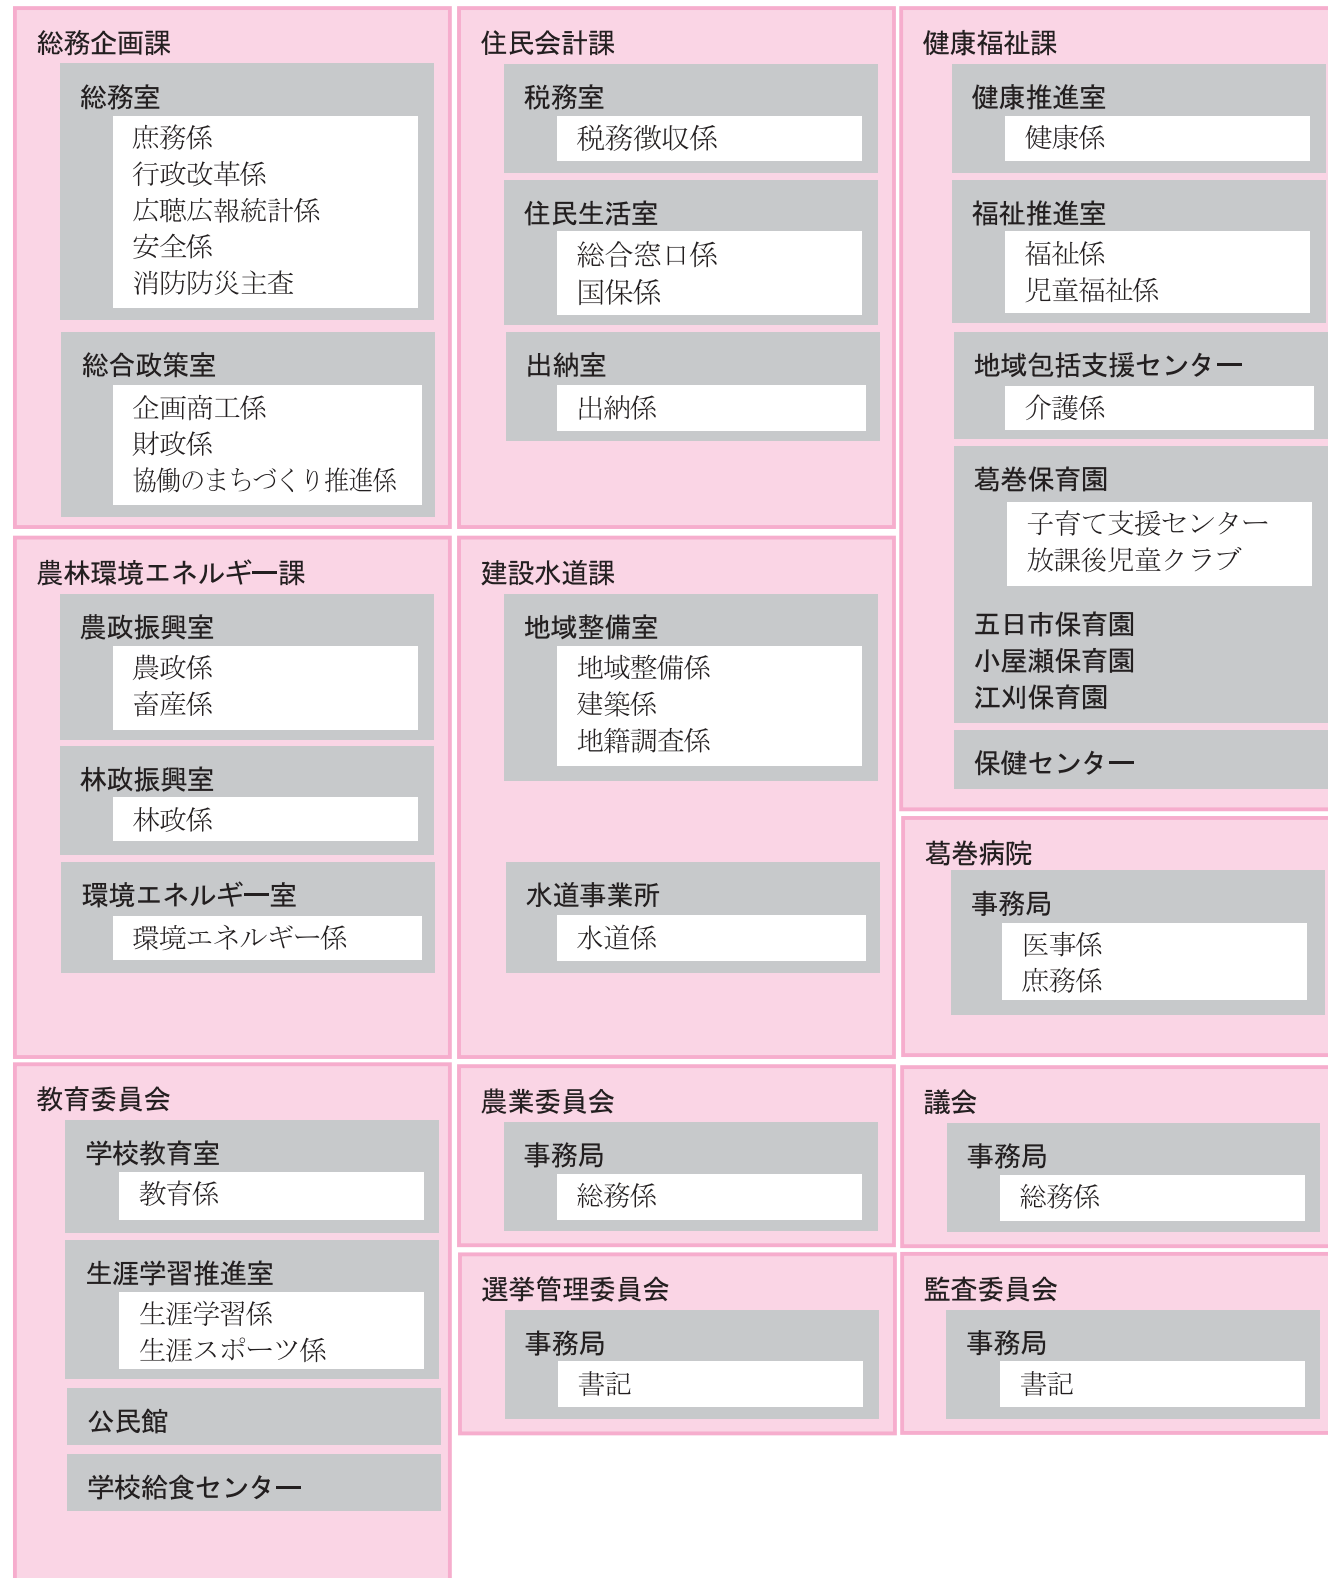 総務企画課
総務室
庶務係
行政改革係
広聴広報統計係
安全係
消防防災主査
総合政策室
企画商工係
財政係
協働のまちづくり推進係
住民会計課
税務室
税務徴収係
住民生活室
総合窓口係
国保係
出納室
出納係
健康福祉課
健康推進室
健康係
福祉推進室
福祉係
児童福祉係
地域包括支援センター
介護係
葛巻保育園
子育て支援センター
放課後児童クラブ
五日市保育園
小屋瀬保育園
江刈保育園
保健センター
農林環境エネルギー課
農政振興室
農政係
畜産係
林政振興室
林政係
環境エネルギー室
環境エネルギー係
建設水道課
地域整備室
地域整備係
建築係
地籍調査係
水道事業所
水道係
葛巻病院
事務局
医事係
庶務係
教育委員会
学校教育室
教育係
生涯学習推進室
生涯学習係
生涯スポーツ係
公民館
学校給食センター
農業委員会
事務局
総務係
議会
事務局
総務係
選挙管理委員会
事務局
書記
監査委員会
事務局
書記